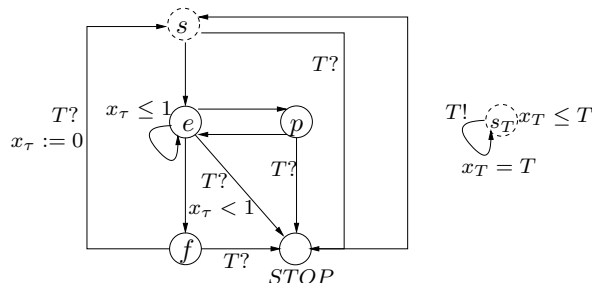 s
T?
T?
x_τ := 0
x_τ ≤ 1
e
p
T!
s_T
x_T ≤ T
x_T = T
T?
T?
x_τ < 1
f
T?
STOP